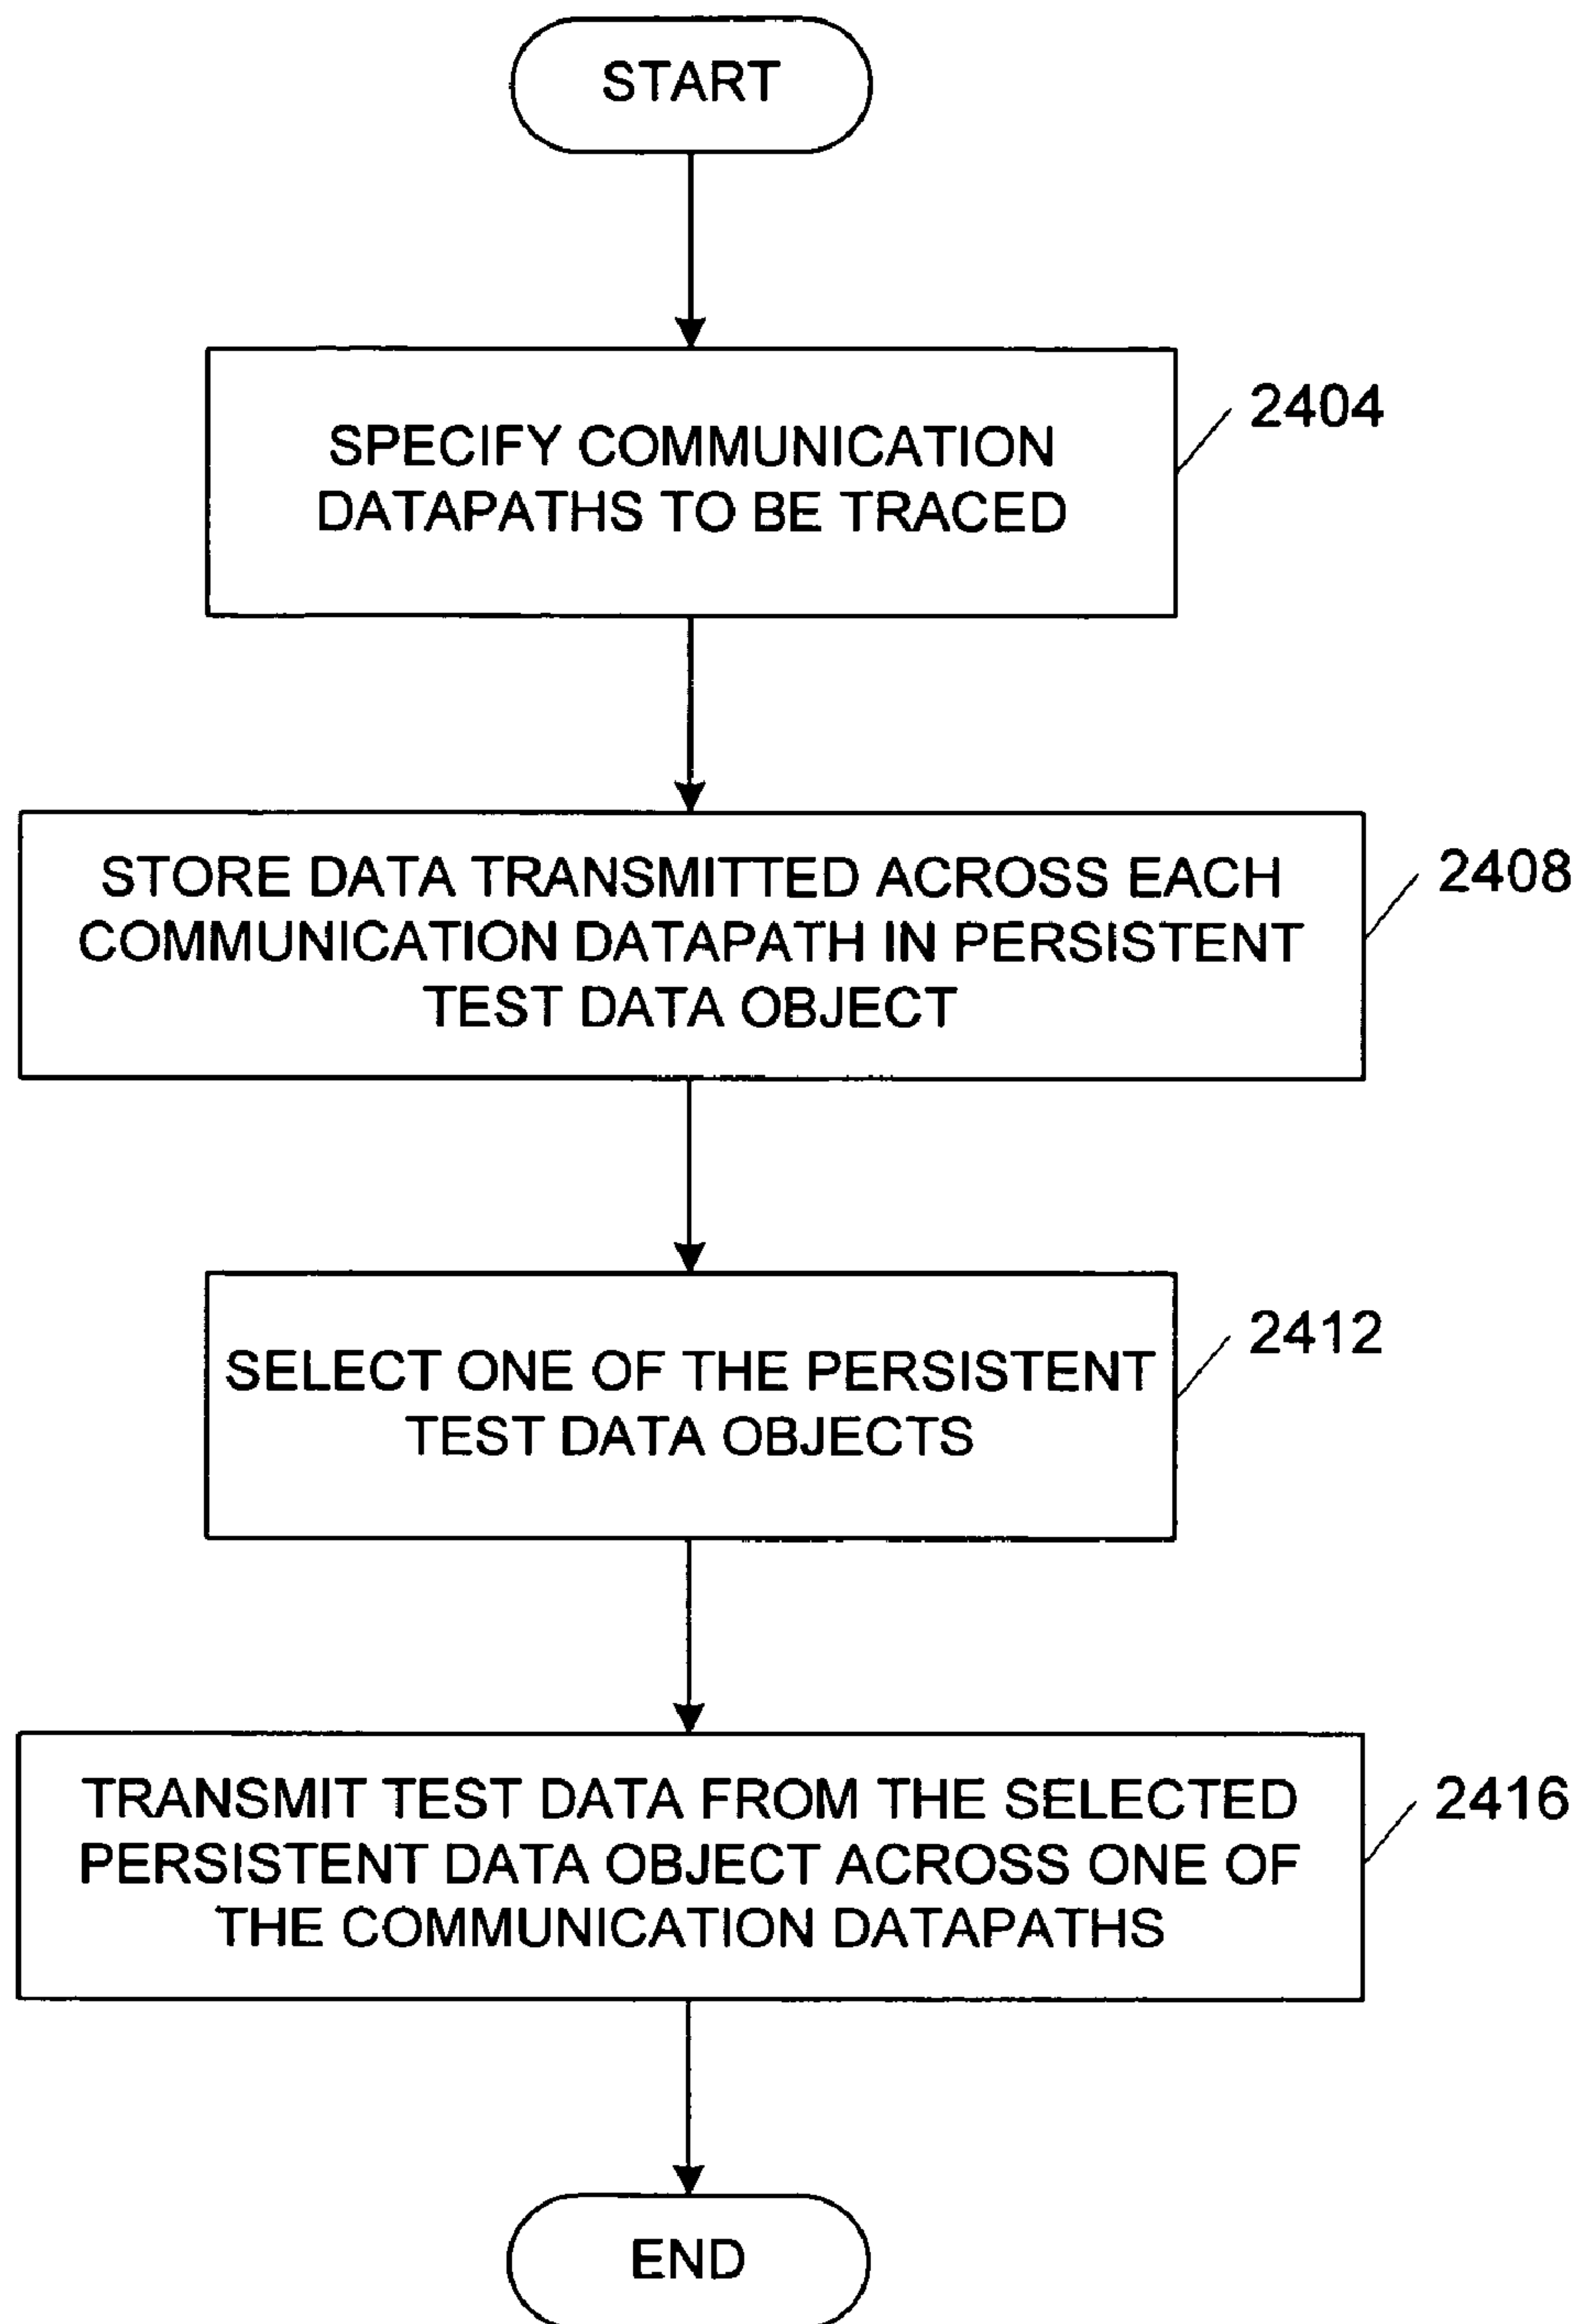 START
SPECIFY COMMUNICATION
DATAPATHS TO BE TRACED
2404
STORE DATA TRANSMITTED ACROSS EACH
COMMUNICATION DATAPATH IN PERSISTENT
TEST DATA OBJECT
2408
SELECT ONE OF THE PERSISTENT
TEST DATA OBJECTS
2412
TRANSMIT TEST DATA FROM THE SELECTED
PERSISTENT DATA OBJECT ACROSS ONE OF
THE COMMUNICATION DATAPATHS
2416
END